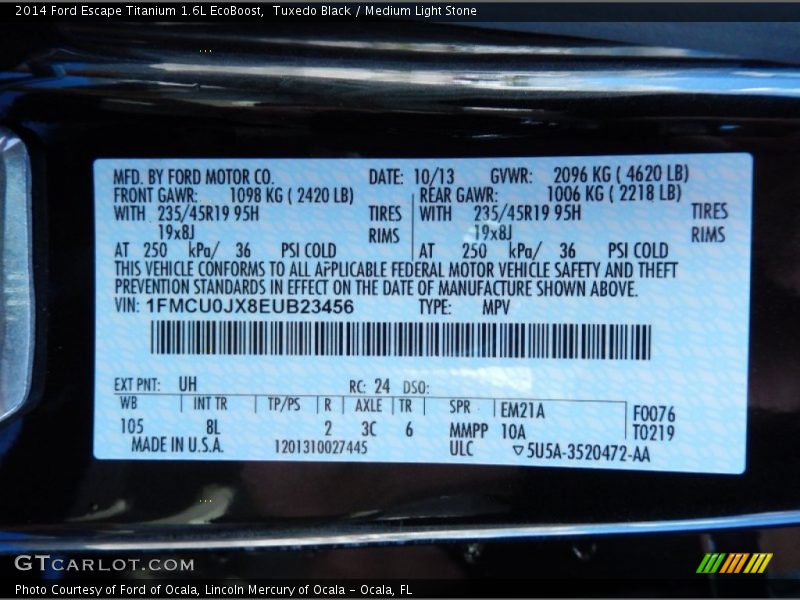 2014 Ford Escape Titanium 1.6L EcoBoost,  Tuxedo Black / Medium Light Stone
MFD. BY FORD MOTOR CO. DATE: 10/13 GVWR: 2096 KG ( 4620 LB)
FRONT GAWR: 1098 KG ( 2420 LB) REAR GAWR: 1006 KG ( 2218 LB)
WITH 235/45R19 95H TIRES WITH 235/45R19 95H TIRES
19x8J RIMS 19x8J RIMS
AT 250 kPa/ 36 PSI COLD AT 250 kPa/ 36 PSI COLD
THIS VEHICLE CONFORMS TO ALL APPLICABLE FEDERAL MOTOR VEHICLE SAFETY AND THEFT
PREVENTION STANDARDS IN EFFECT ON THE DATE OF MANUFACTURE SHOWN ABOVE.
VIN: 1FMCU0JX8EUB23456 TYPE: MPV
EXT PNT: UH RC: 24 DSO:
WB INT TR TP/PS R AXLE TR SPR EM21A F0076
105 8L 2 3C 6 MMPP 10A T0219
MADE IN U.S.A. 1201310027445 ULC ▽5U5A-3520472-AA
GTCARLOT.COM
Photo Courtesy of Ford of Ocala, Lincoln Mercury of Ocala - Ocala, FL